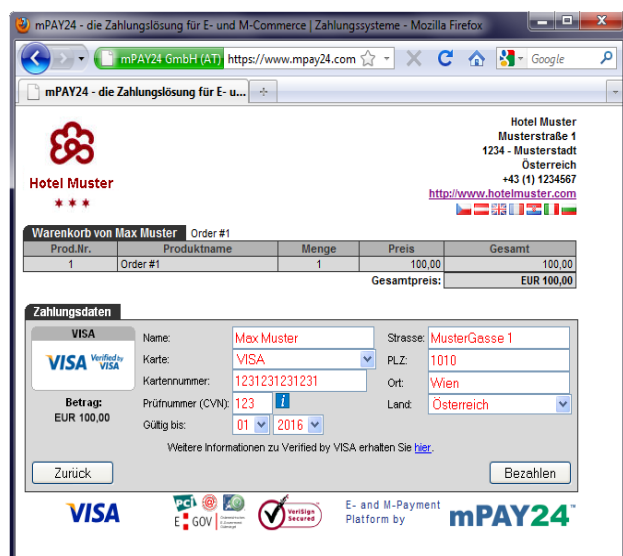 mPAY24 - die Zahlungslösung für E- und M-Commerce | Zahlungssysteme - Mozilla Firefox
mPAY24 GmbH (AT) https://www.mpay24.com Google
mPAY24 - die Zahlungslösung für E- u...
Hotel Muster
Musterstraße 1
1234 - Musterstadt
Österreich
+43 (1) 1234567
http://www.hotelmuster.com
Hotel Muster
Warenkorb von Max Muster Order #1
Prod.Nr. Produktname Menge Preis Gesamt
1 Order #1 1 100,00 100,00
Gesamtpreis: EUR 100,00
Zahlungsdaten
VISA
VISA Verified by VISA
Betrag:
EUR 100,00
Name: Max Muster Strasse: MusterGasse 1
Karte: VISA PLZ: 1010
Kartennummer: 1231231231231 Ort: Wien
Prüfnummer (CVN): 123 i Land: Österreich
Gültig bis: 01 2016
Weitere Informationen zu Verified by VISA erhalten Sie hier.
Zurück Bezahlen
VISA
PCI
E GOV
VeriSign Secured
E- and M-Payment
Platform by
mPAY24